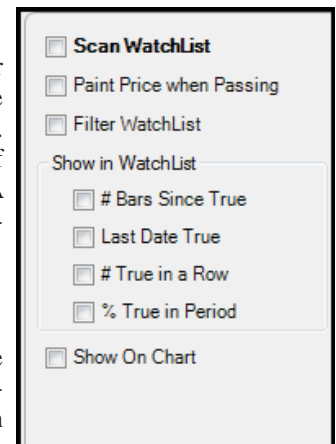 Scan WatchList
Paint Price when Passing
Filter WatchList
Show in WatchList
# Bars Since True
Last Date True
# True in a Row
% True in Period
Show On Chart